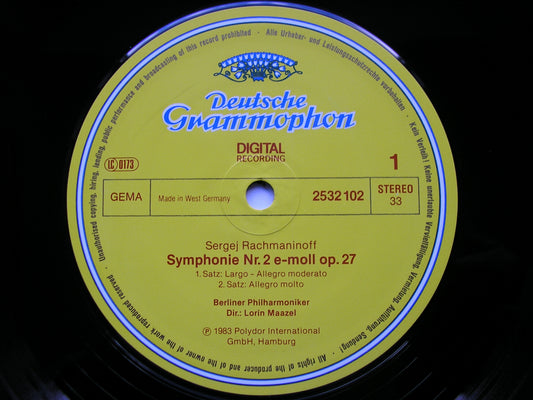 Deutsche
Grammophon
DIGITAL
RECORDING
1
LC 0173
GEMA
Made in West Germany
2532 102
STEREO
33
Sergej Rachmaninoff
Symphonie Nr. 2 e-moll op. 27
1. Satz: Largo - Allegro moderato
2. Satz: Allegro molto
Berliner Philharmoniker
Dir.: Lorin Maazel
Ⓟ 1983 Polydor International
GmbH, Hamburg
Alle Urheber- und Leistungsschutzrechte vorbehalten · Kein Verleih! Keine unerlaubte Vervielfältigung, Vermietung, Aufführung, Sendung!
All rights of the producer and of the owner of the work reproduced reserved · Unauthorised copying, hiring, lending, public performance and broadcasting of this record prohibited